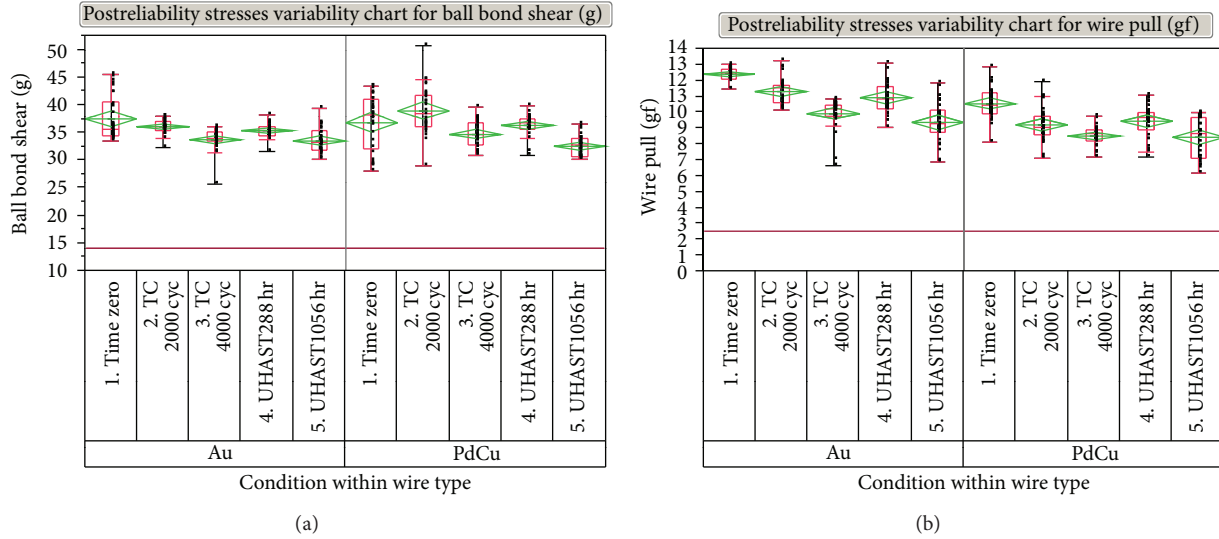 Postreliability stresses variability chart for ball bond shear (g)
50
45
40
35
30
25
20
15
10
Ball bond shear (g)
1. Time zero
2. TC
2000 cyc
3. TC
4000 cyc
4. UHAST288 hr
5. UHAST1056 hr
1. Time zero
2. TC
2000 cyc
3. TC
4000 cyc
4. UHAST288 hr
5. UHAST1056 hr
Au
PdCu
Condition within wire type
(a)
Postreliability stresses variability chart for wire pull (gf)
14
13
12
11
10
9
8
7
6
5
4
3
2
1
0
Wire pull (gf)
1. Time zero
2. TC
2000 cyc
3. TC
4000 cyc
4. UHAST288 hr
5. UHAST1056 hr
1. Time zero
2. TC
2000 cyc
3. TC
4000 cyc
4. UHAST288 hr
5. UHAST1056 hr
Au
PdCu
Condition within wire type
(b)